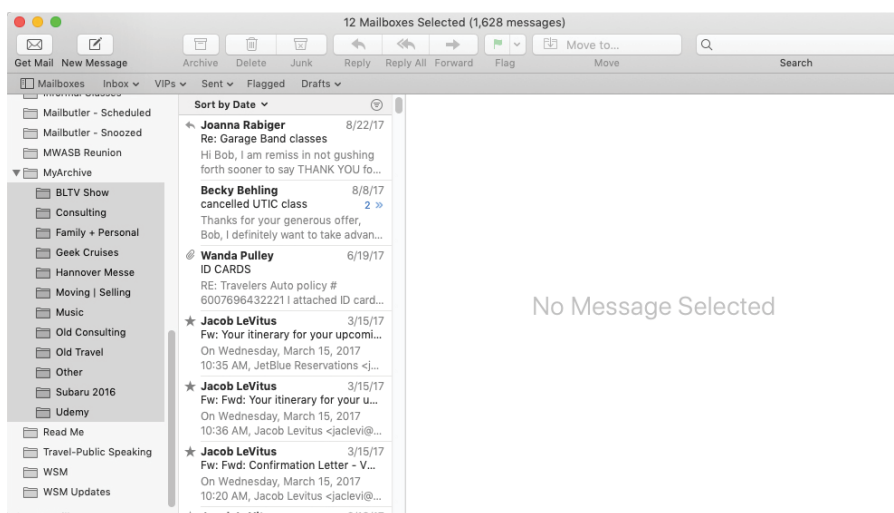 12 Mailboxes Selected (1,628 messages)
Move to...
Get Mail New Message Archive Delete Junk Reply Reply All Forward Flag Move Search
Mailboxes Inbox VIPs Sent Flagged Drafts
Mailbutler - Scheduled
Mailbutler - Snoozed
MWASB Reunion
MyArchive
BLTV Show
Consulting
Family + Personal
Geek Cruises
Hannover Messe
Moving | Selling
Music
Old Consulting
Old Travel
Other
Subaru 2016
Udemy
Read Me
Travel-Public Speaking
WSM
WSM Updates
Sort by Date
Joanna Rabiger 8/22/17
Re: Garage Band classes
Hi Bob, I am remiss in not gushing
forth sooner to say THANK YOU fo...
Becky Behling 8/8/17
cancelled UTIC class 2 »
Thanks for your generous offer,
Bob, I definitely want to take advan...
Wanda Pulley 6/19/17
ID CARDS
RE: Travelers Auto policy #
6007696432221 I attached ID card...
Jacob LeVitus 3/15/17
Fw: Your itinerary for your upcomi...
On Wednesday, March 15, 2017
10:35 AM, JetBlue Reservations <j...
Jacob LeVitus 3/15/17
Fw: Fwd: Your itinerary for your u...
On Wednesday, March 15, 2017
10:36 AM, Jacob Levitus <jaclevi@...
Jacob LeVitus 3/15/17
Fw: Fwd: Confirmation Letter - V...
On Wednesday, March 15, 2017
10:20 AM, Jacob Levitus <jaclevi@...
No Message Selected